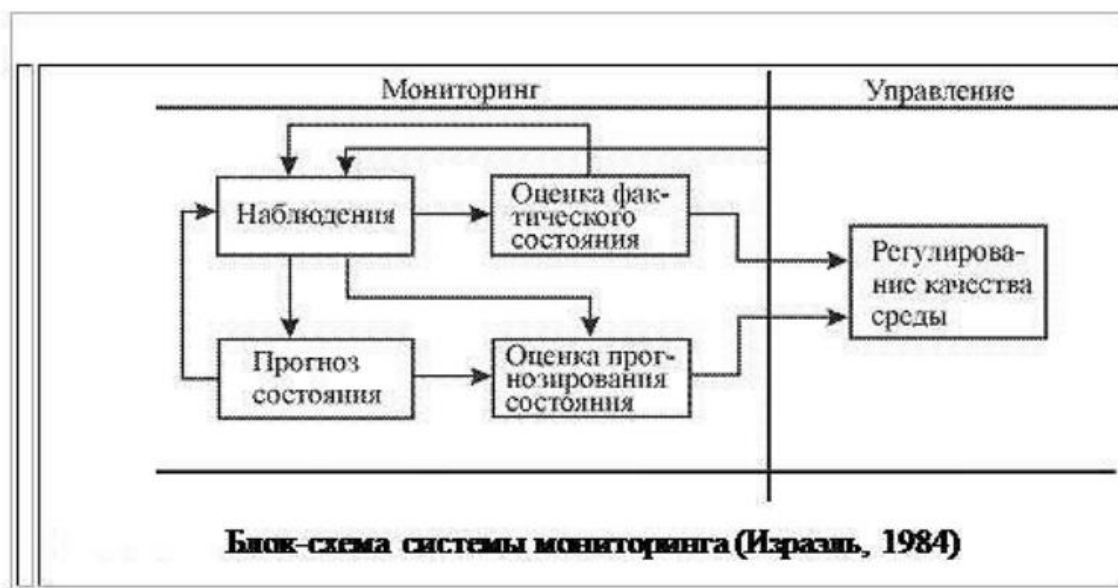 Мониторинг
Управление
Наблюдения
Оценка фак-
тического
состояния
Регулирова-
ние качества
среды
Прогноз
состояния
Оценка прог-
нозирования
состояния
Блок-схема системы мониторинга (Израэль, 1984)